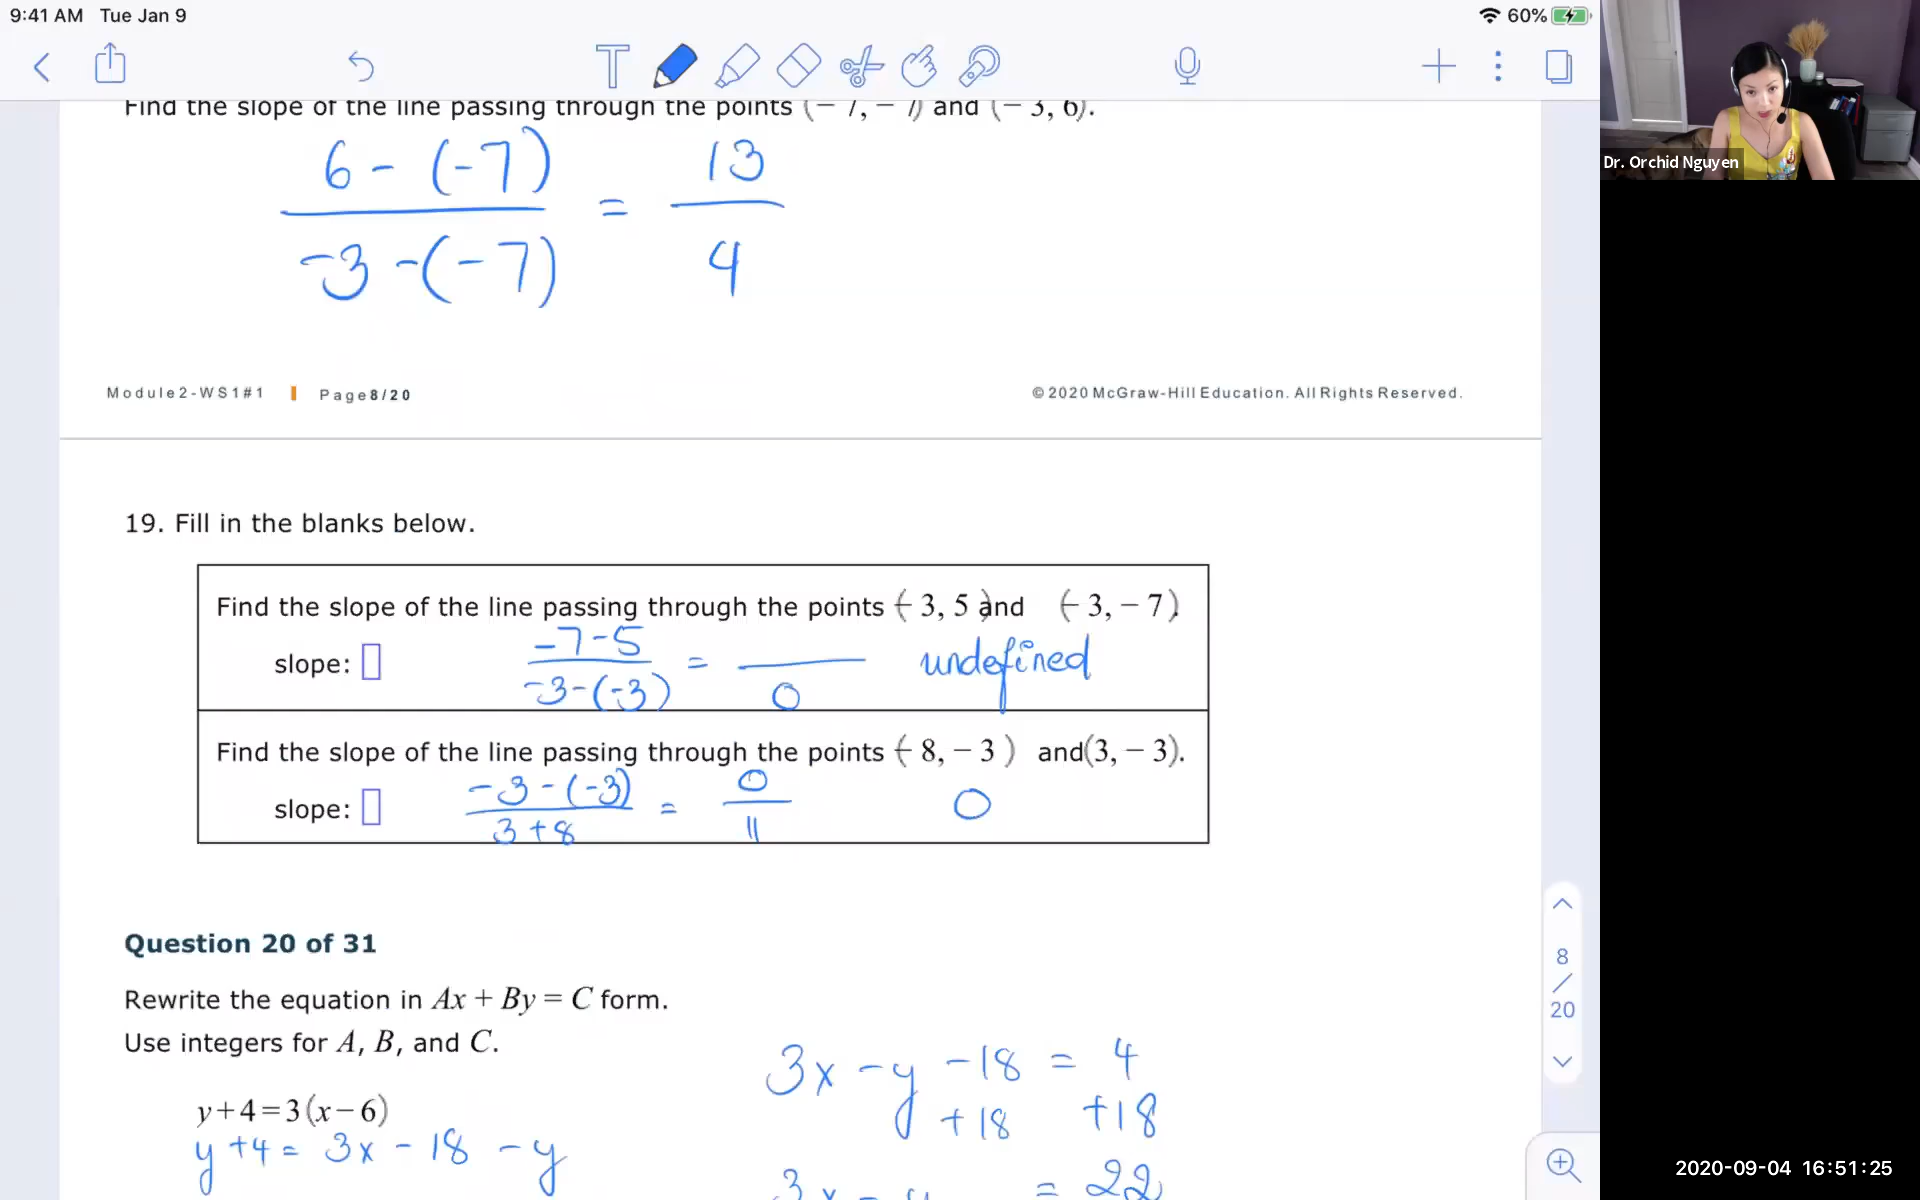 9:41 AM Tue Jan 9
60%
Find the slope of the line passing through the points (− 7, − 7) and (− 3, 6).
6 - (-7) / -3 -(-7) = 13 / 4
Module2-WS1#1 Page8/20 ©2020 McGraw-Hill Education. All Rights Reserved.
19. Fill in the blanks below.
Find the slope of the line passing through the points (− 3, 5 )and (− 3, − 7).
slope: -7-5 / -3-(-3) = / 0 undefined
Find the slope of the line passing through the points (− 8, − 3 ) and(3, − 3).
slope: -3 - (-3) / 3+8 = 0 / 11 0
Question 20 of 31
Rewrite the equation in Ax + By = C form.
Use integers for A, B, and C.
y+4=3(x−6)
y+4 = 3x - 18 - y
3x - y - 18 = 4
+18 +18
3x - y = 22
8 / 20
Dr. Orchid Nguyen
2020-09-04 16:51:25